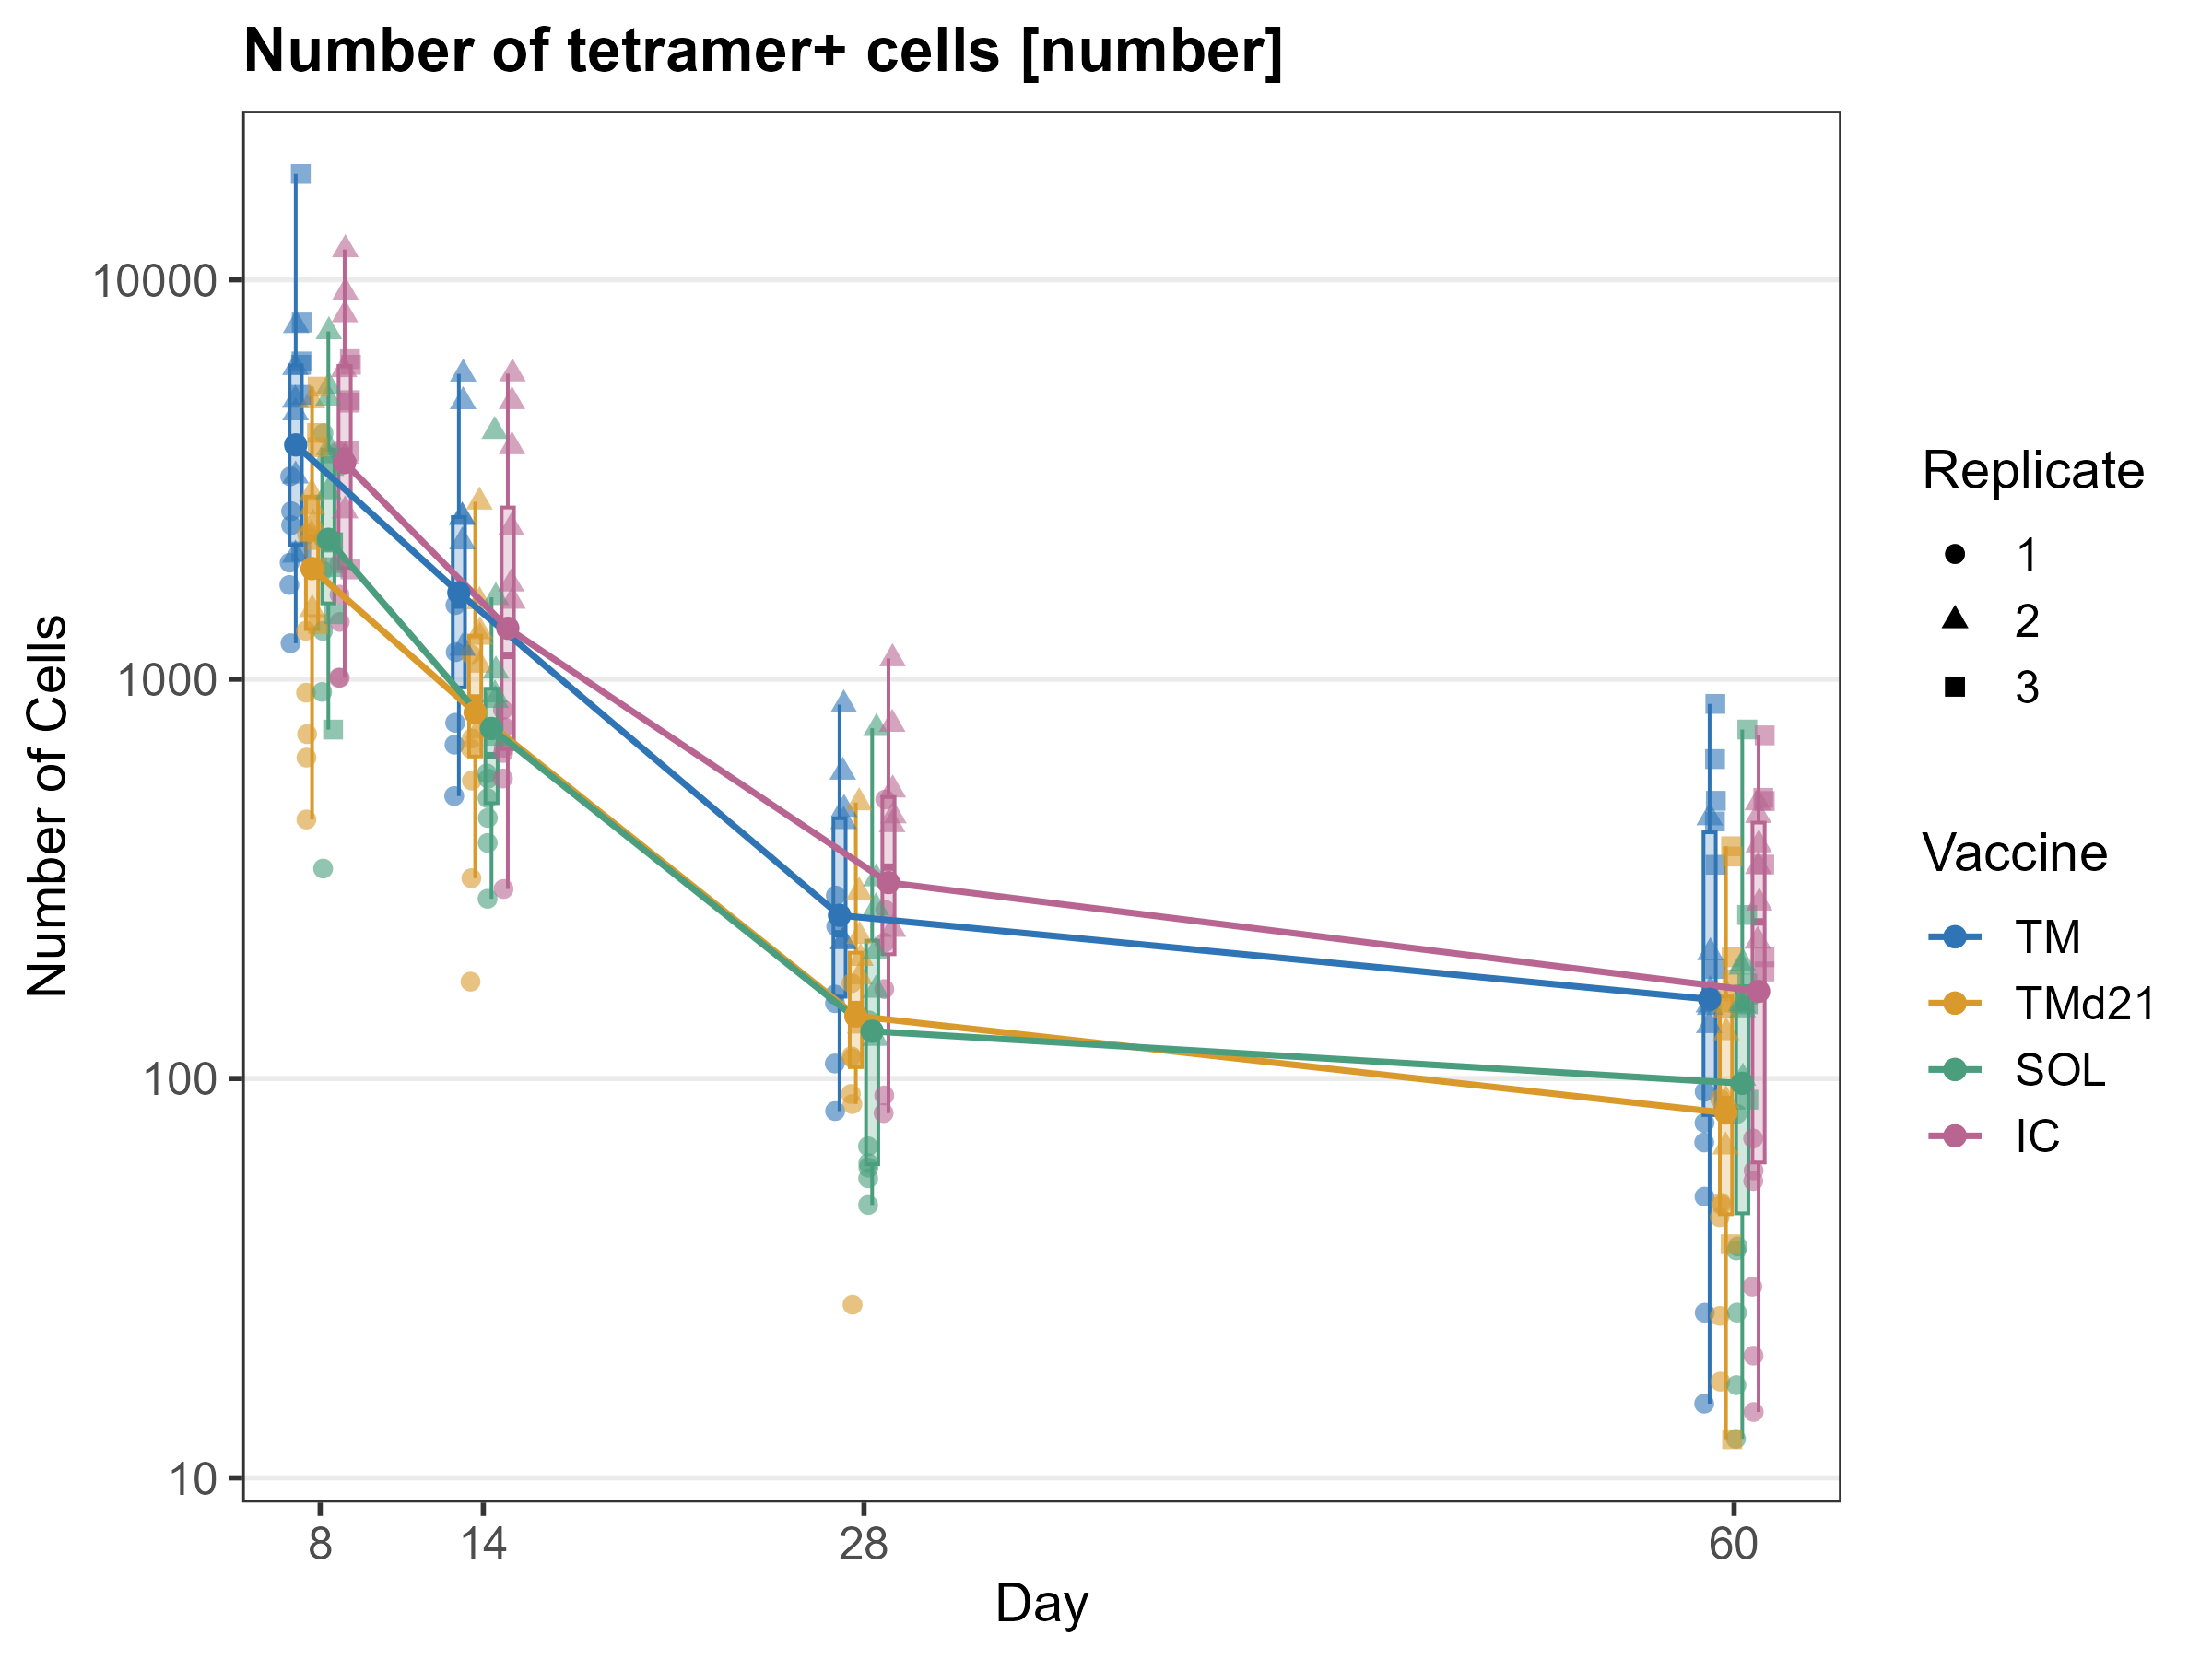 Number of tetramer+ cells [number]
Number of Cells
10000
1000
100
10
8
14
28
60
Day
Replicate
1
2
3
Vaccine
TM
TMd21
SOL
IC